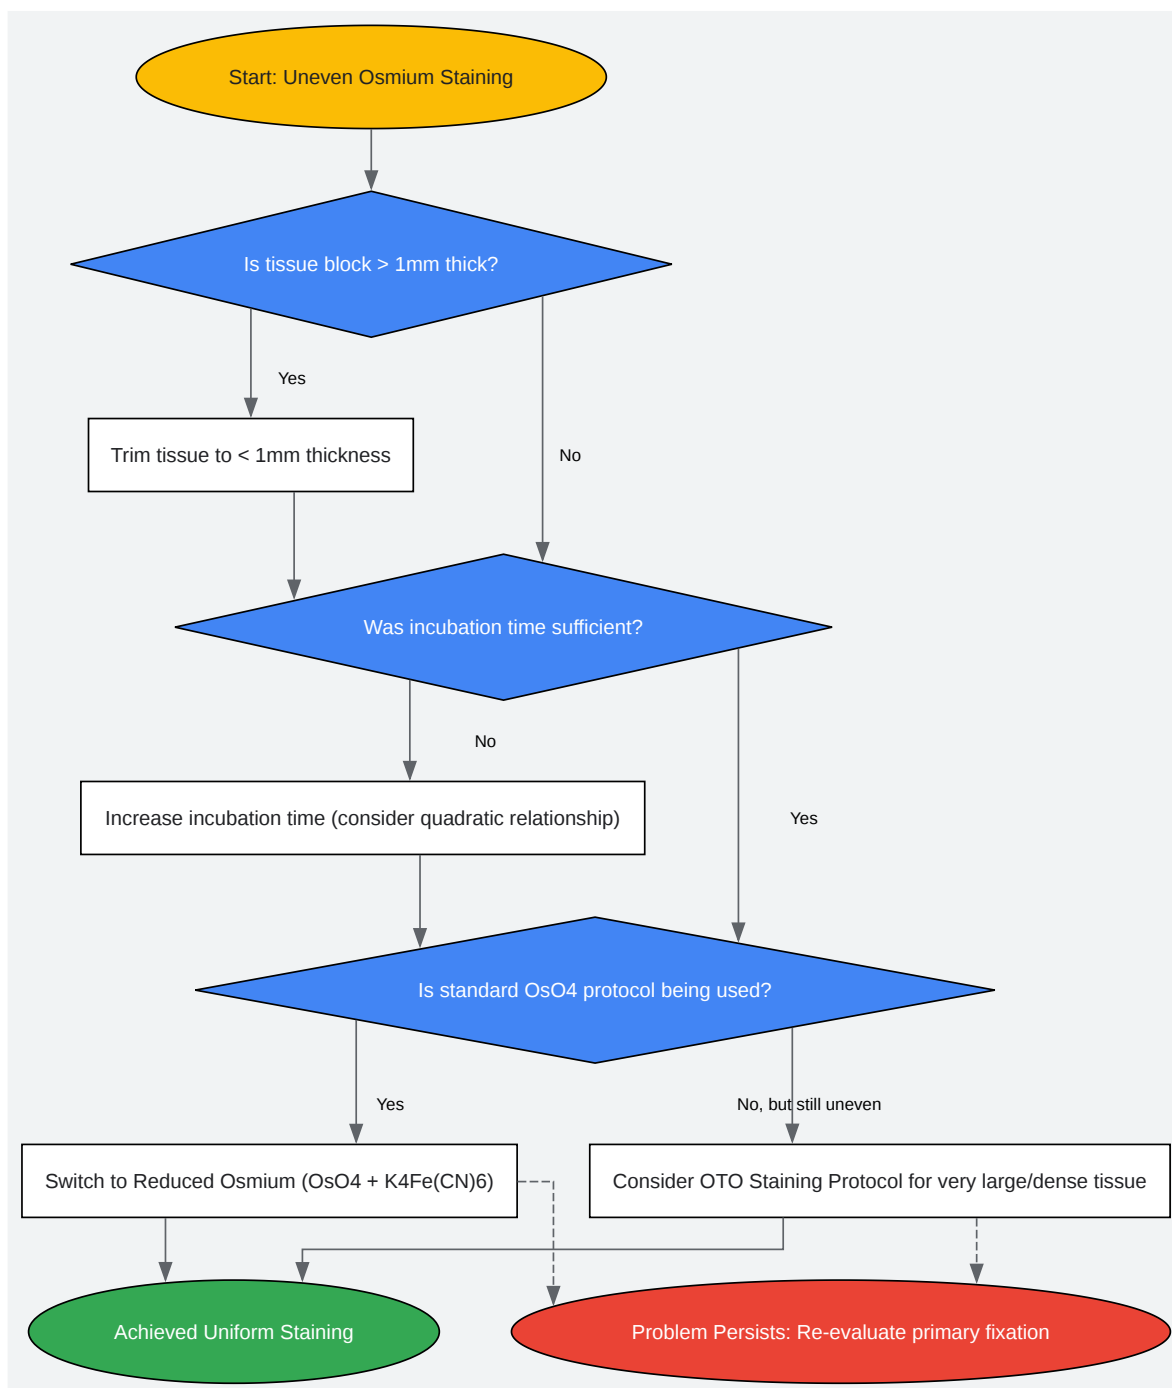 Start: Uneven Osmium Staining
Is tissue block > 1mm thick?
Yes
Trim tissue to < 1mm thickness
No
Was incubation time sufficient?
No
Increase incubation time (consider quadratic relationship)
Yes
Is standard OsO4 protocol being used?
Yes
No, but still uneven
Switch to Reduced Osmium (OsO4 + K4Fe(CN)6)
Consider OTO Staining Protocol for very large/dense tissue
Achieved Uniform Staining
Problem Persists: Re-evaluate primary fixation